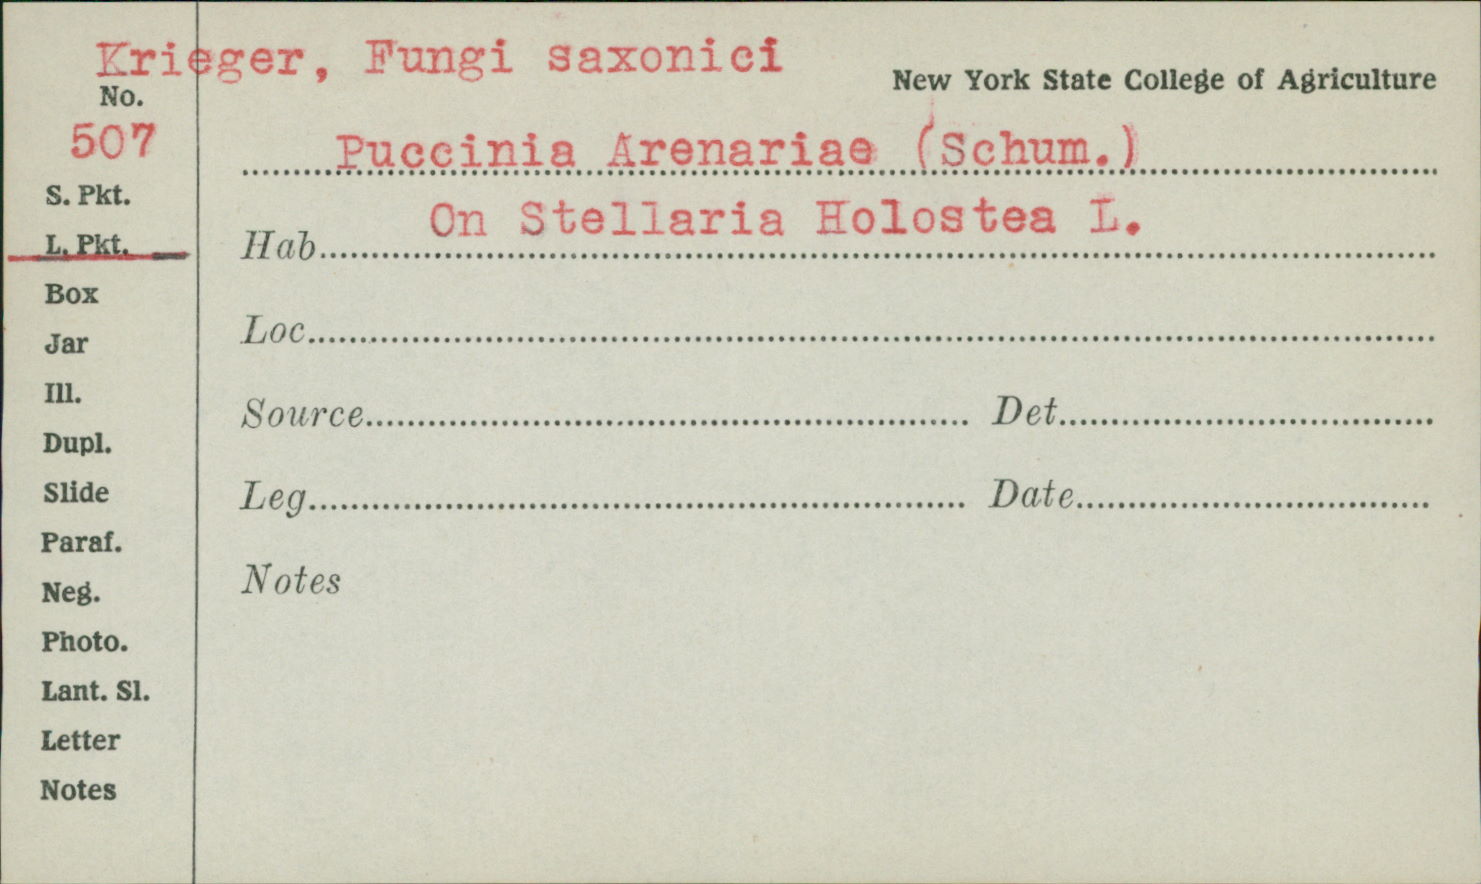 Krieger, Fungi saxonici
New York State College of Agriculture
No.
507
Puccinia Arenariae (Schum.)
S. Pkt.
On Stellaria Holostea L.
L. Pkt.
Hab.
Box
Loc.
Jar
Ill.
Source
Det.
Dupl.
Slide
Leg.
Date
Paraf.
Notes
Neg.
Photo.
Lant. Sl.
Letter
Notes